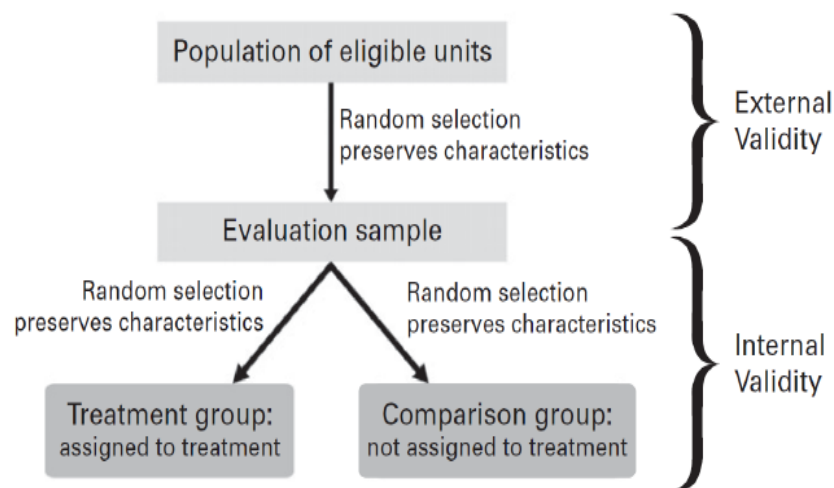 Population of eligible units
Random selection
preserves characteristics
External
Validity
Evaluation sample
Random selection
preserves characteristics
Random selection
preserves characteristics
Internal
Validity
Treatment group:
assigned to treatment
Comparison group:
not assigned to treatment